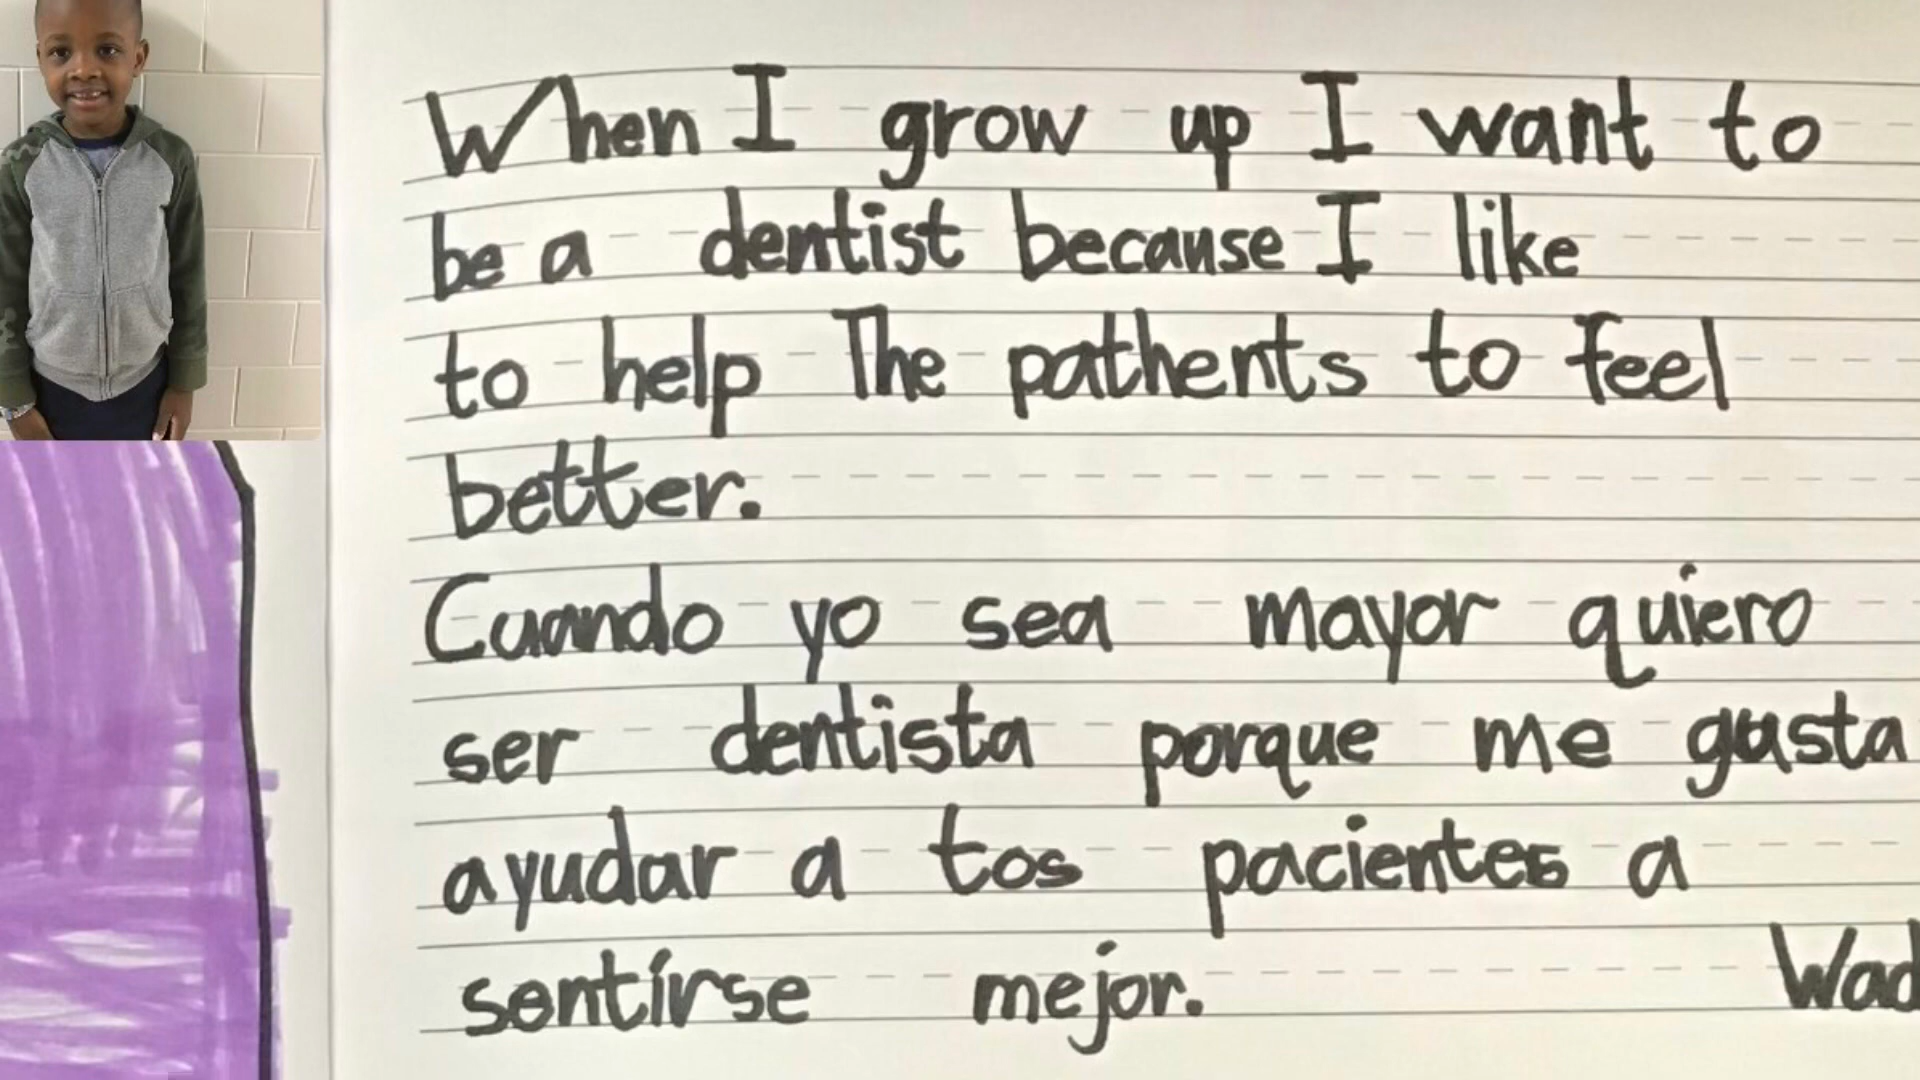 When I grow up I want to
be a dentist because I like
to help The pathents to feel
better.
Cuando yo sea mayor quiero
ser dentista porque me gusta
ayudar a tos pacientes a
sentirse mejor.
Wad